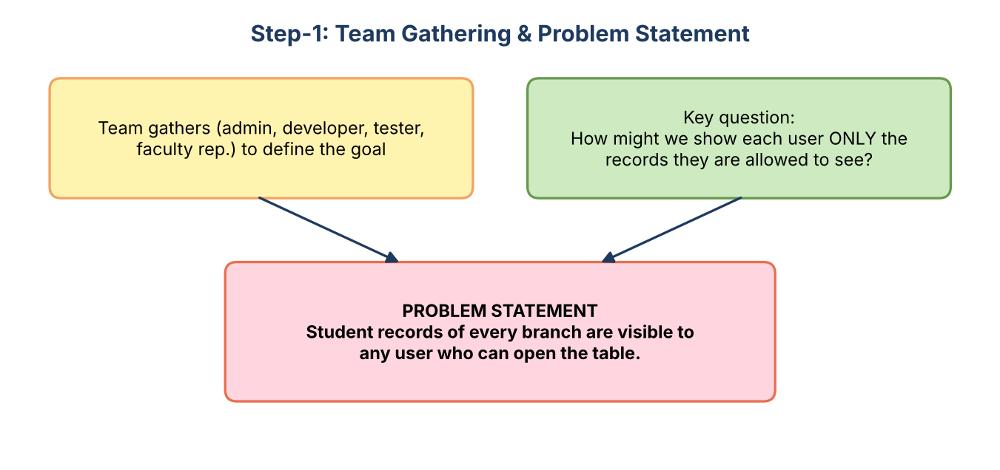 Step-1: Team Gathering & Problem Statement
Team gathers (admin, developer, tester,
faculty rep.) to define the goal
Key question:
How might we show each user ONLY the
records they are allowed to see?
PROBLEM STATEMENT
Student records of every branch are visible to
any user who can open the table.